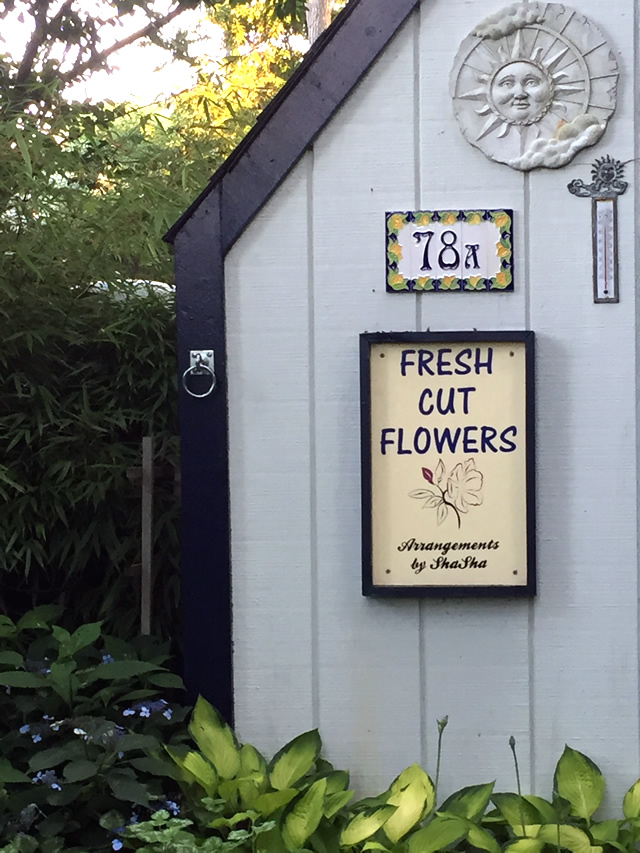 78A
FRESH
CUT
FLOWERS
Arrangements
by ShaSha